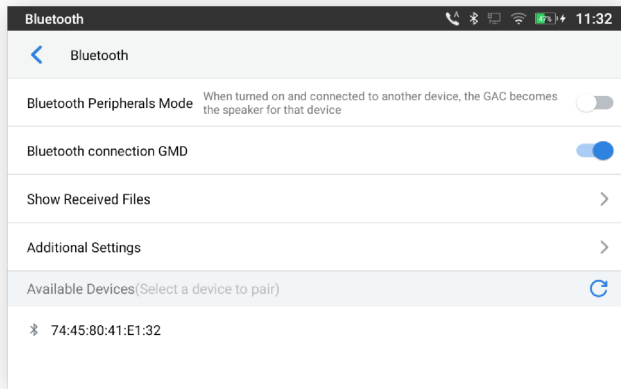 Bluetooth 47% 11:32
Bluetooth
Bluetooth Peripherals Mode When turned on and connected to another device, the GAC becomes
the speaker for that device
Bluetooth connection GMD
Show Received Files
Additional Settings
Available Devices(Select a device to pair)
74:45:80:41:E1:32